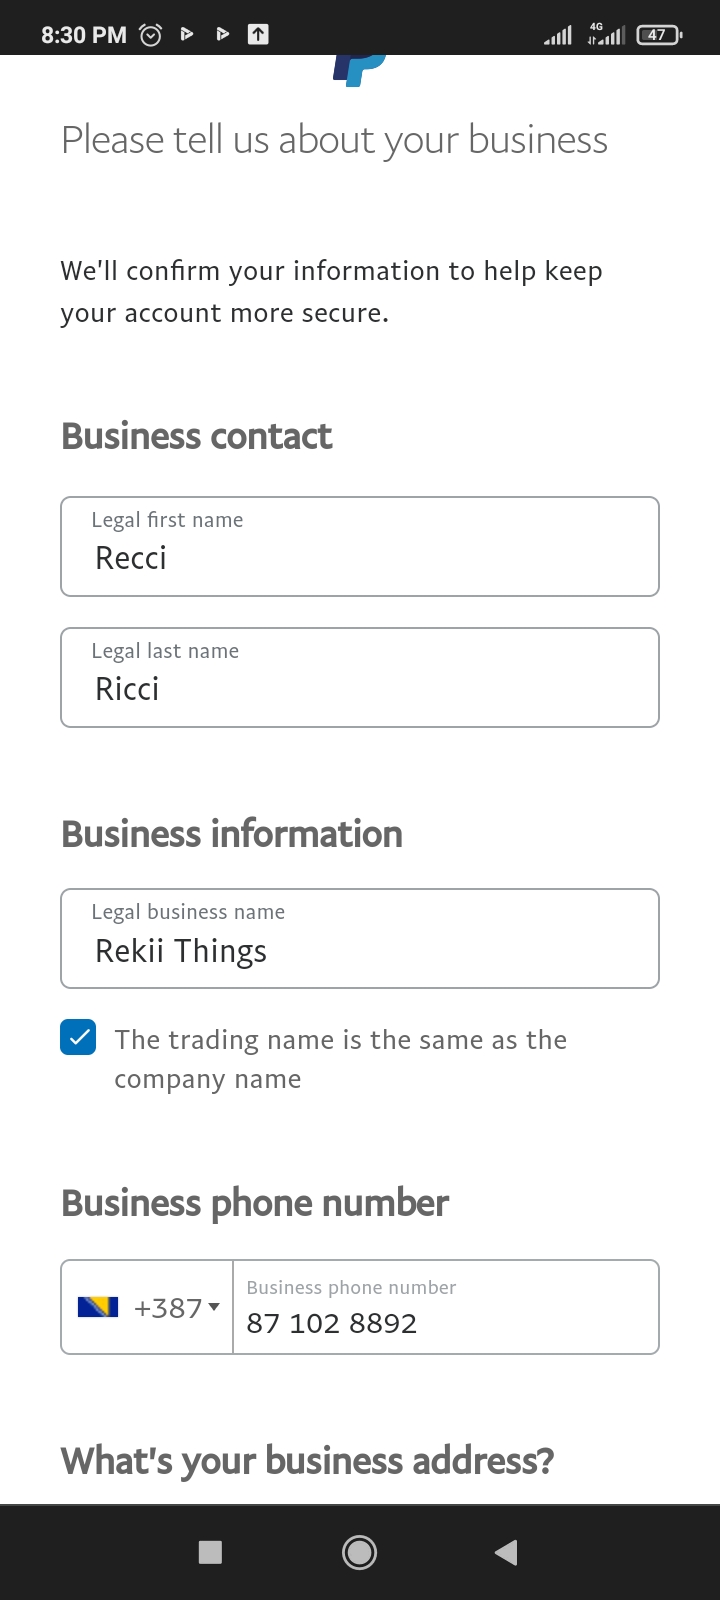 8:30 PM 4G 47
Please tell us about your business
We'll confirm your information to help keep
your account more secure.
Business contact
Legal first name
Recci
Legal last name
Ricci
Business information
Legal business name
Rekii Things
The trading name is the same as the
company name
Business phone number
Business phone number
+387 87 102 8892
What's your business address?